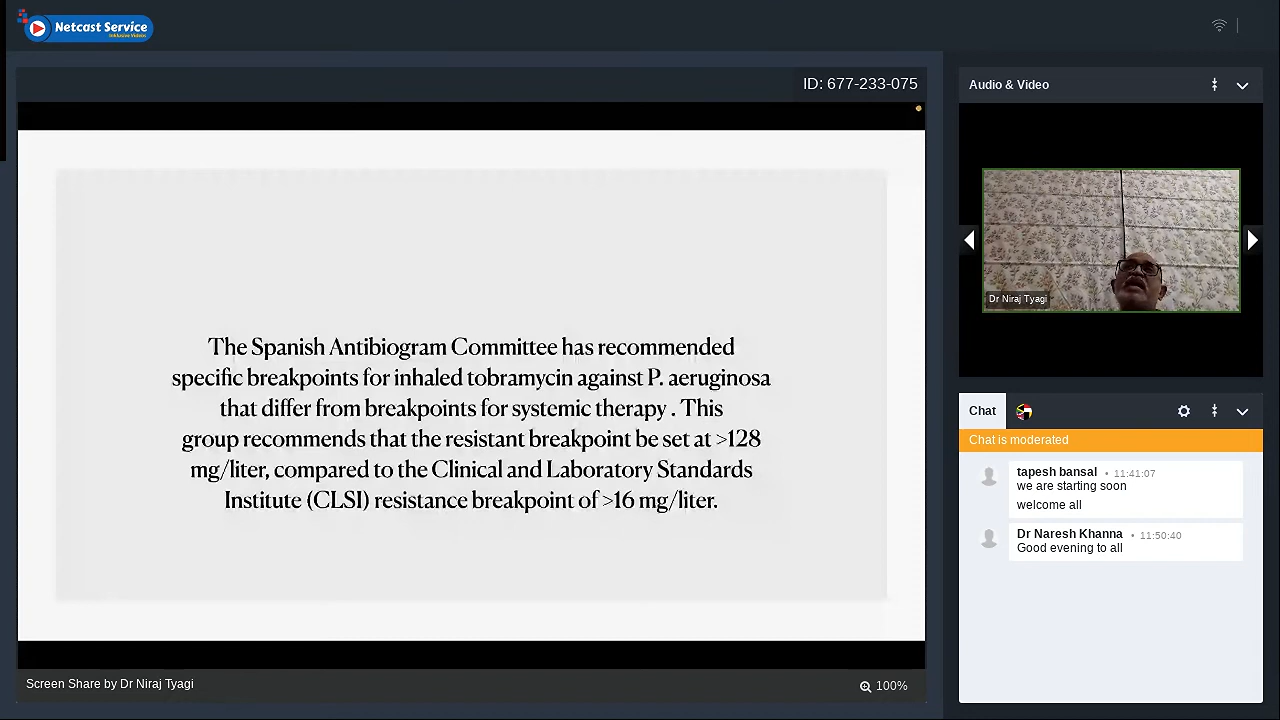 Netcast Service
Inklusive Videos
ID: 677-233-075
The Spanish Antibiogram Committee has recommended
specific breakpoints for inhaled tobramycin against P. aeruginosa
that differ from breakpoints for systemic therapy . This
group recommends that the resistant breakpoint be set at >128
mg/liter, compared to the Clinical and Laboratory Standards
Institute (CLSI) resistance breakpoint of >16 mg/liter.
Screen Share by Dr Niraj Tyagi
100%
Audio & Video
Dr Niraj Tyagi
Chat
Chat is moderated
tapesh bansal • 11:41:07
we are starting soon
welcome all
Dr Naresh Khanna • 11:50:40
Good evening to all